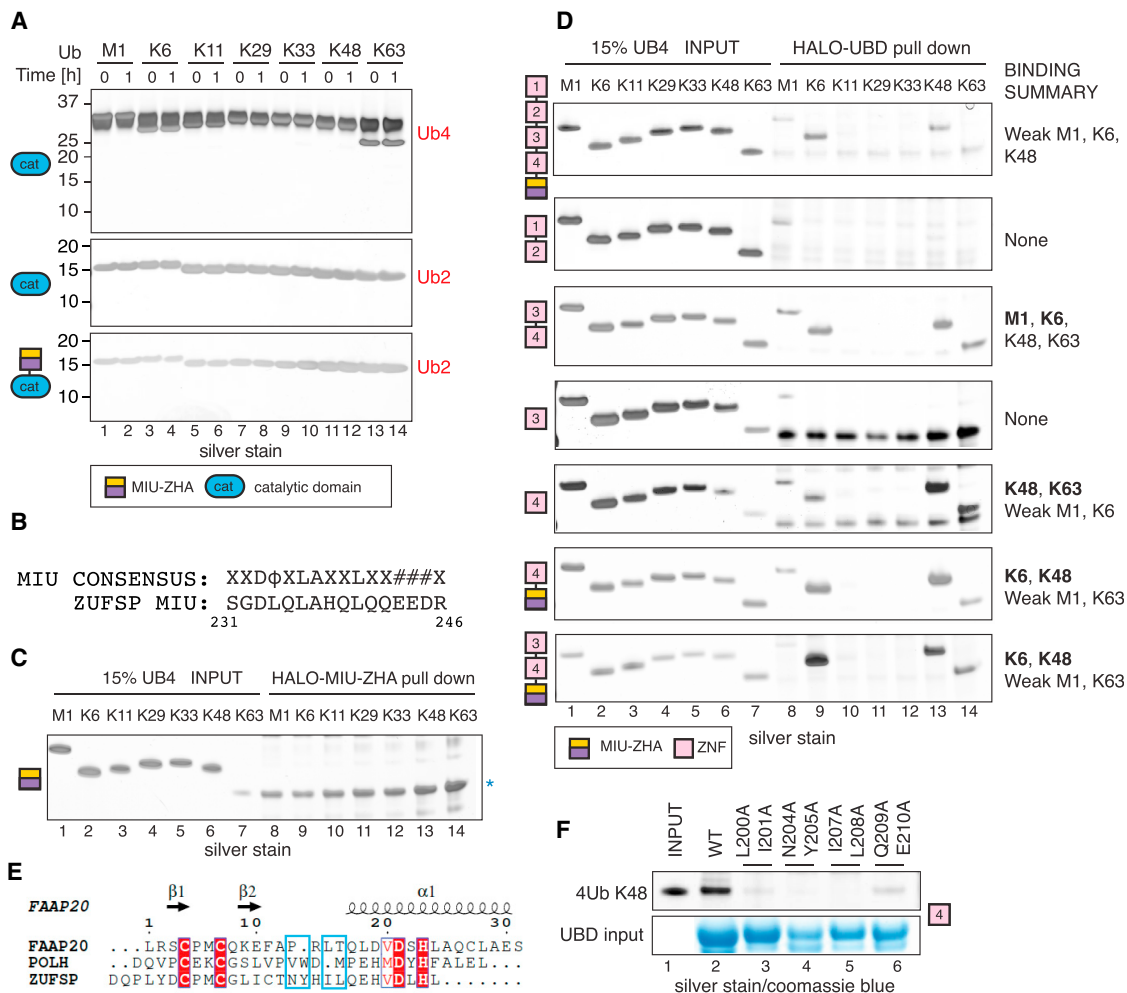 A
Ub M1 K6 K11 K29 K33 K48 K63
Time [h] 0 1 0 1 0 1 0 1 0 1 0 1 0 1
37
25
20
15
10
cat
Ub4
20
15
10
cat
Ub2
20
15
10
cat
Ub2
1 2 3 4 5 6 7 8 9 10 11 12 13 14
silver stain
MIU-ZHA cat catalytic domain
B
MIU CONSENSUS: XXDϕXLAXXLXX###X
ZUFSP MIU: SGDLQLAHQLQQEEDR
231 246
C
15% UB4 INPUT HALO-MIU-ZHA pull down
M1 K6 K11 K29 K33 K48 K63 M1 K6 K11 K29 K33 K48 K63
*
1 2 3 4 5 6 7 8 9 10 11 12 13 14
silver stain
D
15% UB4 INPUT HALO-UBD pull down
M1 K6 K11 K29 K33 K48 K63 M1 K6 K11 K29 K33 K48 K63
BINDING
SUMMARY
1
2
3
4
Weak M1, K6,
K48
1
2
None
3
4
M1, K6,
K48, K63
3
None
4
K48, K63
Weak M1, K6
4
K6, K48
Weak M1, K63
3
4
K6, K48
Weak M1, K63
1 2 3 4 5 6 7 8 9 10 11 12 13 14
silver stain
MIU-ZHA ZNF
E
β1 β2 α1
FAAP20
1 10 20 30
FAAP20 ...LRSCPMCQKEFAP.RLTQLDVDSHLAQCLAES
POLH .DQVPCEKCGSLVPVWD.MPEHMDYHFALEL...
ZUFSP DQPLYDCPMCGLICTNYHILQEHVDLHL.......
F
INPUT
WT
L200A
I201A
N204A
Y205A
I207A
L208A
Q209A
E210A
4Ub K48
UBD input
4
1 2 3 4 5 6
silver stain/coomassie blue